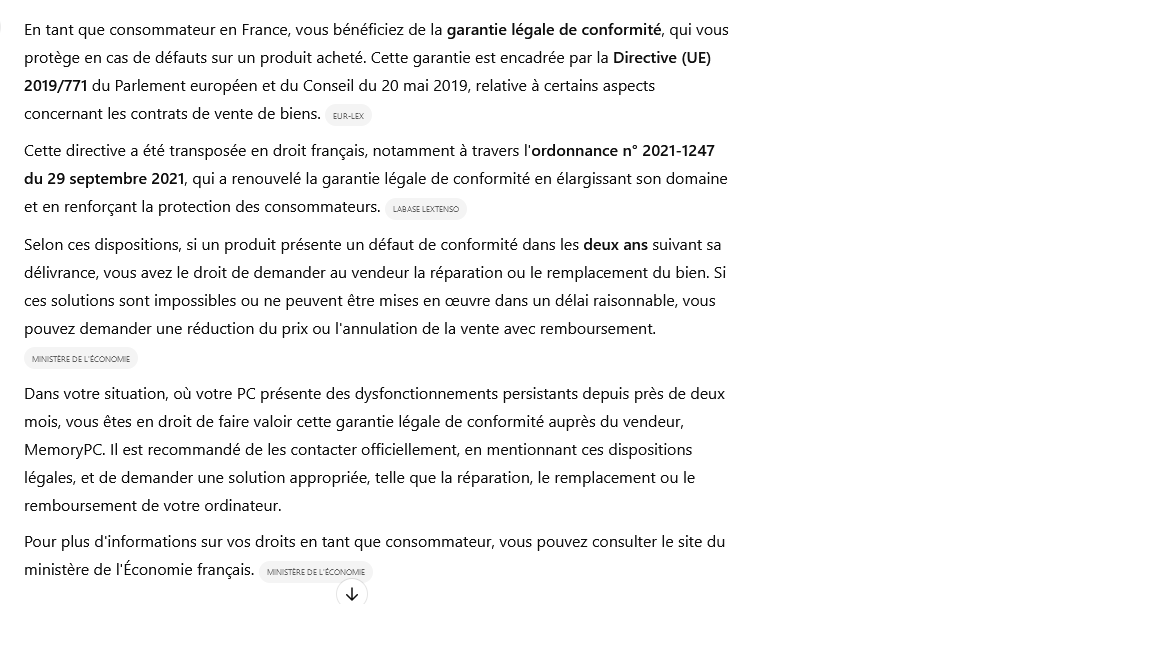 En tant que consommateur en France, vous bénéficiez de la garantie légale de conformité, qui vous
protège en cas de défauts sur un produit acheté. Cette garantie est encadrée par la Directive (UE)
2019/771 du Parlement européen et du Conseil du 20 mai 2019, relative à certains aspects
concernant les contrats de vente de biens. EUR-LEX
Cette directive a été transposée en droit français, notamment à travers l'ordonnance n° 2021-1247
du 29 septembre 2021, qui a renouvelé la garantie légale de conformité en élargissant son domaine
et en renforçant la protection des consommateurs. LABASE LEXTENSO
Selon ces dispositions, si un produit présente un défaut de conformité dans les deux ans suivant sa
délivrance, vous avez le droit de demander au vendeur la réparation ou le remplacement du bien. Si
ces solutions sont impossibles ou ne peuvent être mises en œuvre dans un délai raisonnable, vous
pouvez demander une réduction du prix ou l'annulation de la vente avec remboursement.
MINISTÈRE DE L'ÉCONOMIE
Dans votre situation, où votre PC présente des dysfonctionnements persistants depuis près de deux
mois, vous êtes en droit de faire valoir cette garantie légale de conformité auprès du vendeur,
MemoryPC. Il est recommandé de les contacter officiellement, en mentionnant ces dispositions
légales, et de demander une solution appropriée, telle que la réparation, le remplacement ou le
remboursement de votre ordinateur.
Pour plus d'informations sur vos droits en tant que consommateur, vous pouvez consulter le site du
ministère de l'Économie français. MINISTÈRE DE L'ÉCONOMIE